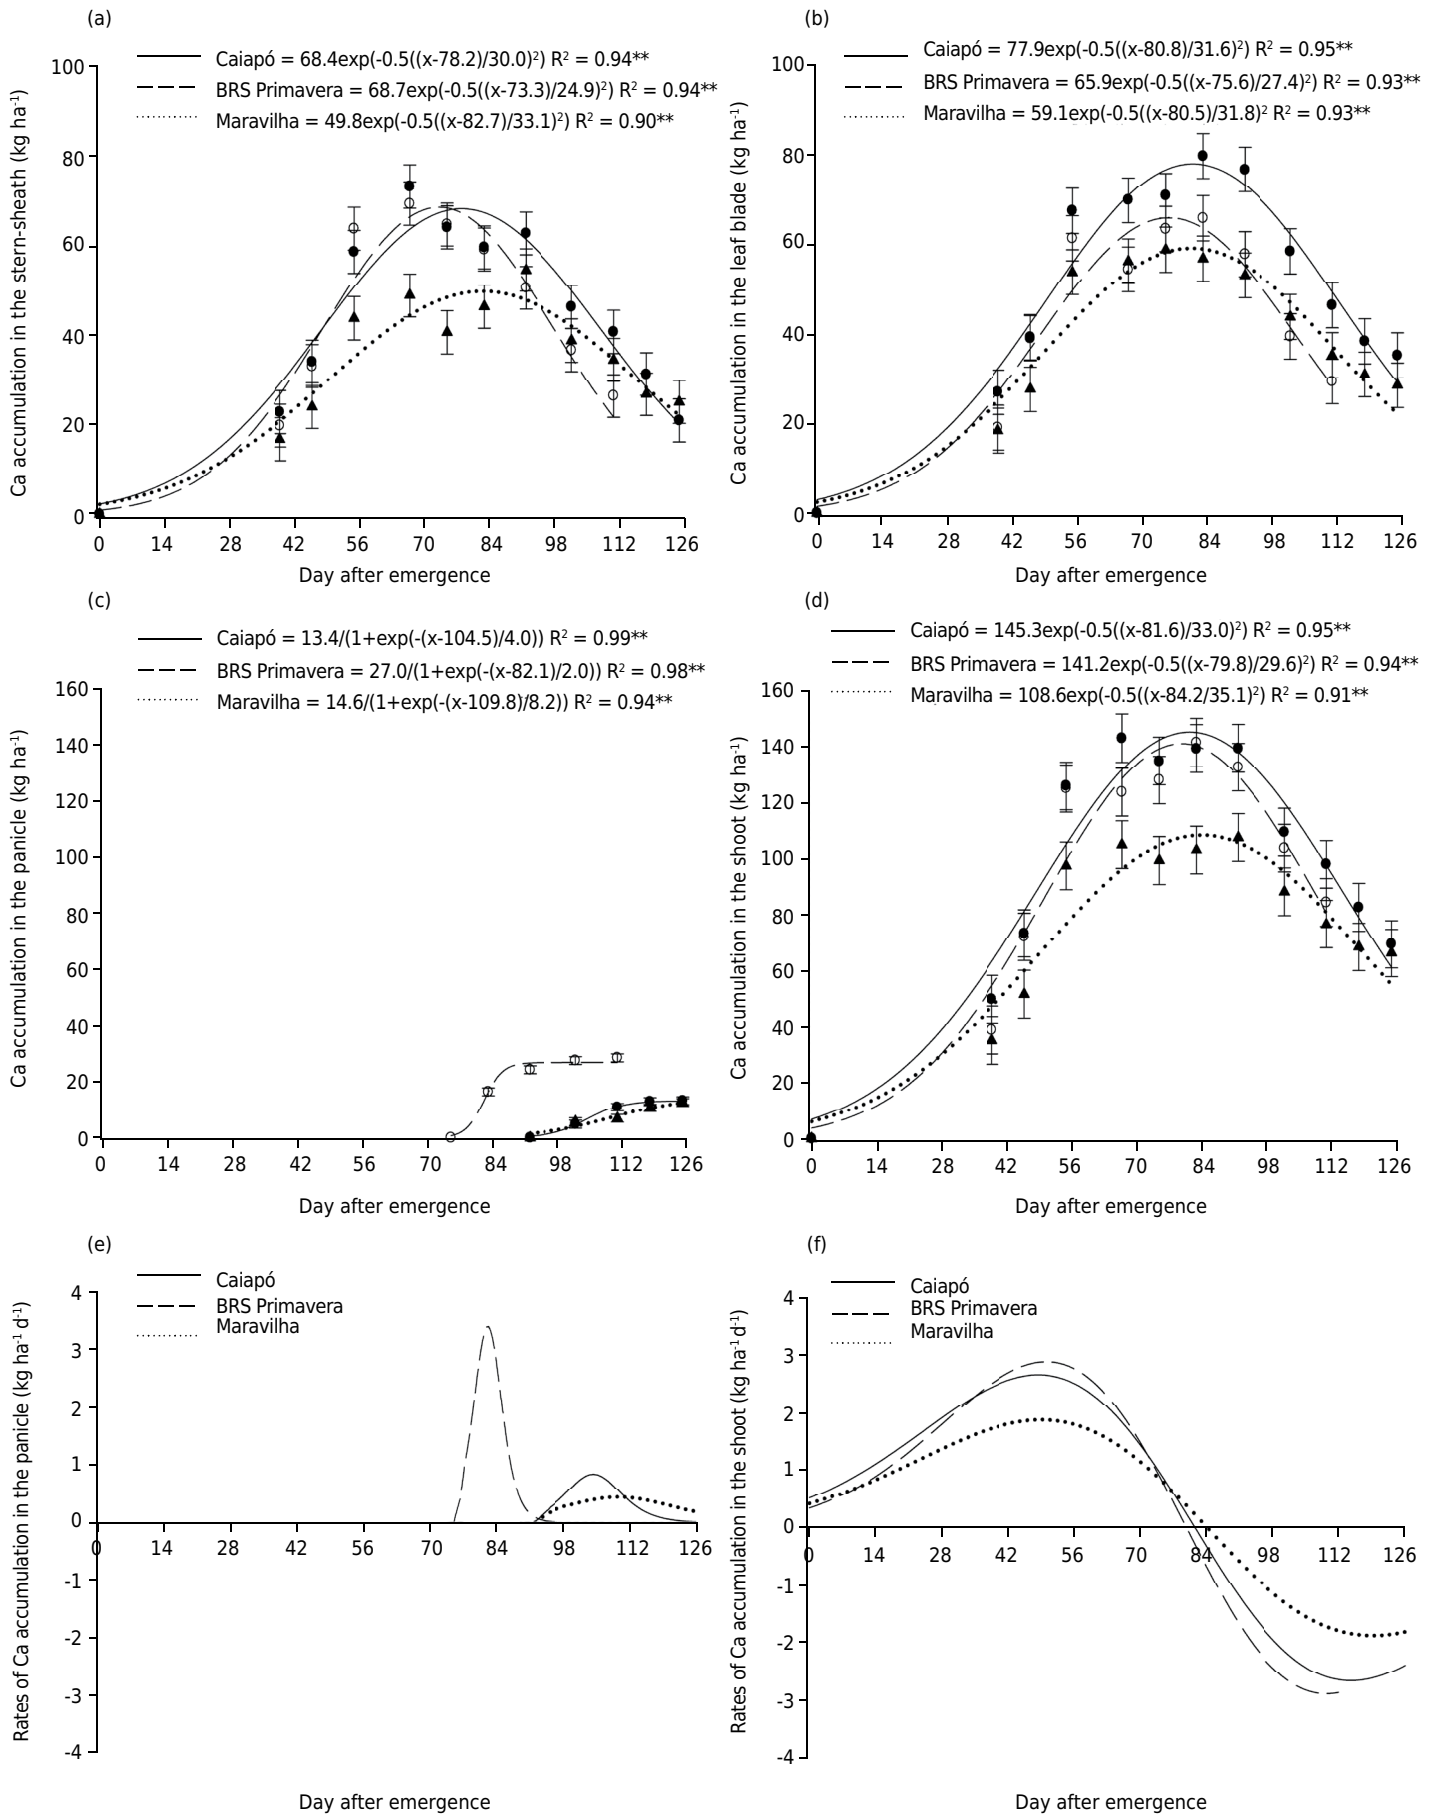 (a)
Caiapó = 68.4exp(-0.5((x-78.2)/30.0)²) R² = 0.94**
BRS Primavera = 68.7exp(-0.5((x-73.3)/24.9)²) R² = 0.94**
Maravilha = 49.8exp(-0.5((x-82.7)/33.1)²) R² = 0.90**
Ca accumulation in the stern-sheath (kg ha⁻¹)
100
80
60
40
20
0
0 14 28 42 56 70 84 98 112 126
Day after emergence
(b)
Caiapó = 77.9exp(-0.5((x-80.8)/31.6)²) R² = 0.95**
BRS Primavera = 65.9exp(-0.5((x-75.6)/27.4)²) R² = 0.93**
Maravilha = 59.1exp(-0.5((x-80.5)/31.8)² R² = 0.93**
Ca accumulation in the leaf blade (kg ha⁻¹)
100
80
60
40
20
0
0 14 28 42 56 70 84 98 112 126
Day after emergence
(c)
Caiapó = 13.4/(1+exp(-(x-104.5)/4.0)) R² = 0.99**
BRS Primavera = 27.0/(1+exp(-(x-82.1)/2.0)) R² = 0.98**
Maravilha = 14.6/(1+exp(-(x-109.8)/8.2)) R² = 0.94**
Ca accumulation in the panicle (kg ha⁻¹)
160
140
120
100
80
60
40
20
0
0 14 28 42 56 70 84 98 112 126
Day after emergence
(d)
Caiapó = 145.3exp(-0.5((x-81.6)/33.0)²) R² = 0.95**
BRS Primavera = 141.2exp(-0.5((x-79.8)/29.6)²) R² = 0.94**
Maravilha = 108.6exp(-0.5((x-84.2/35.1)²) R² = 0.91**
Ca accumulation in the shoot (kg ha⁻¹)
160
140
120
100
80
60
40
20
0
0 14 28 42 56 70 84 98 112 126
Day after emergence
(e)
Caiapó
BRS Primavera
Maravilha
Rates of Ca accumulation in the panicle (kg ha⁻¹ d⁻¹)
4
3
2
1
0
0 14 28 42 56 70 84 98 112 126
-1
-2
-3
-4
Day after emergence
(f)
Caiapó
BRS Primavera
Maravilha
Rates of Ca accumulation in the shoot (kg ha⁻¹ d⁻¹)
4
3
2
1
0
0 14 28 42 56 70 84 98 112 126
-1
-2
-3
-4
Day after emergence